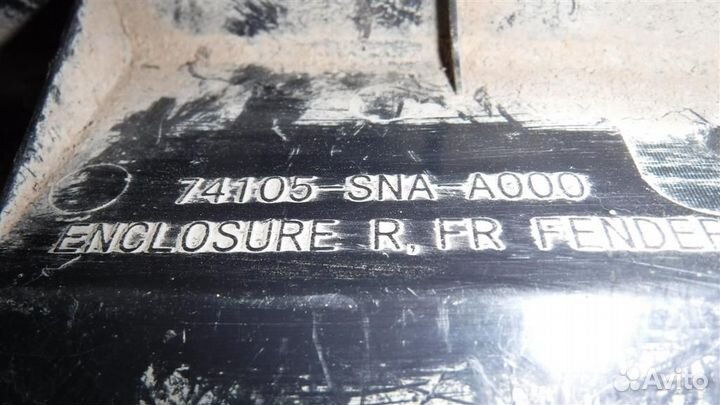 74105-SNA-A000
ENCLOSURE R, FR FENDER
Avito